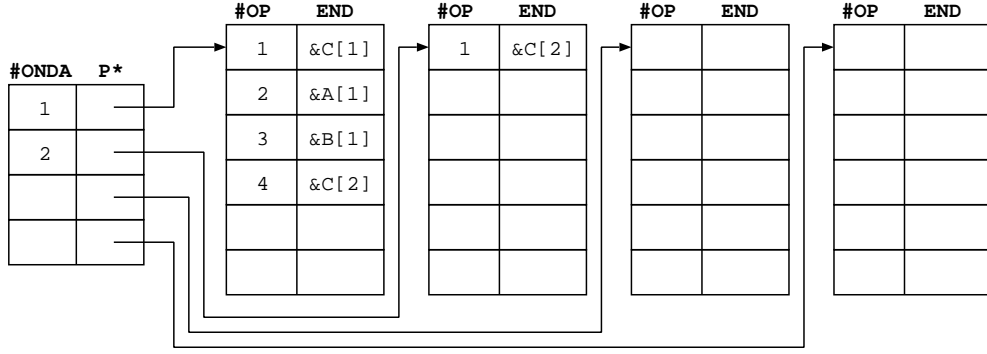 #OP END #OP END #OP END #OP END
1 &C[1] 1 &C[2]
#ONDA P*
2 &A[1]
1
3 &B[1]
2
4 &C[2]